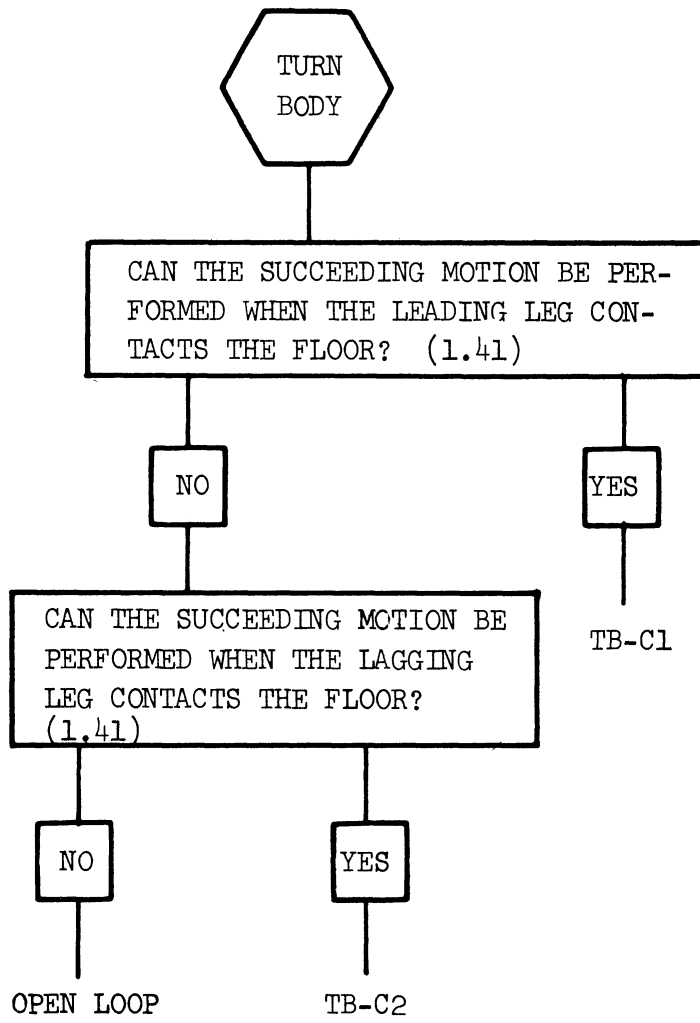 TURN
BODY
CAN THE SUCCEEDING MOTION BE PER-
FORMED WHEN THE LEADING LEG CON-
TACTS THE FLOOR? (1.41)
NO
YES
CAN THE SUCCEEDING MOTION BE
PERFORMED WHEN THE LAGGING
LEG CONTACTS THE FLOOR?
(1.41)
TB-C1
NO
YES
OPEN LOOP
TB-C2